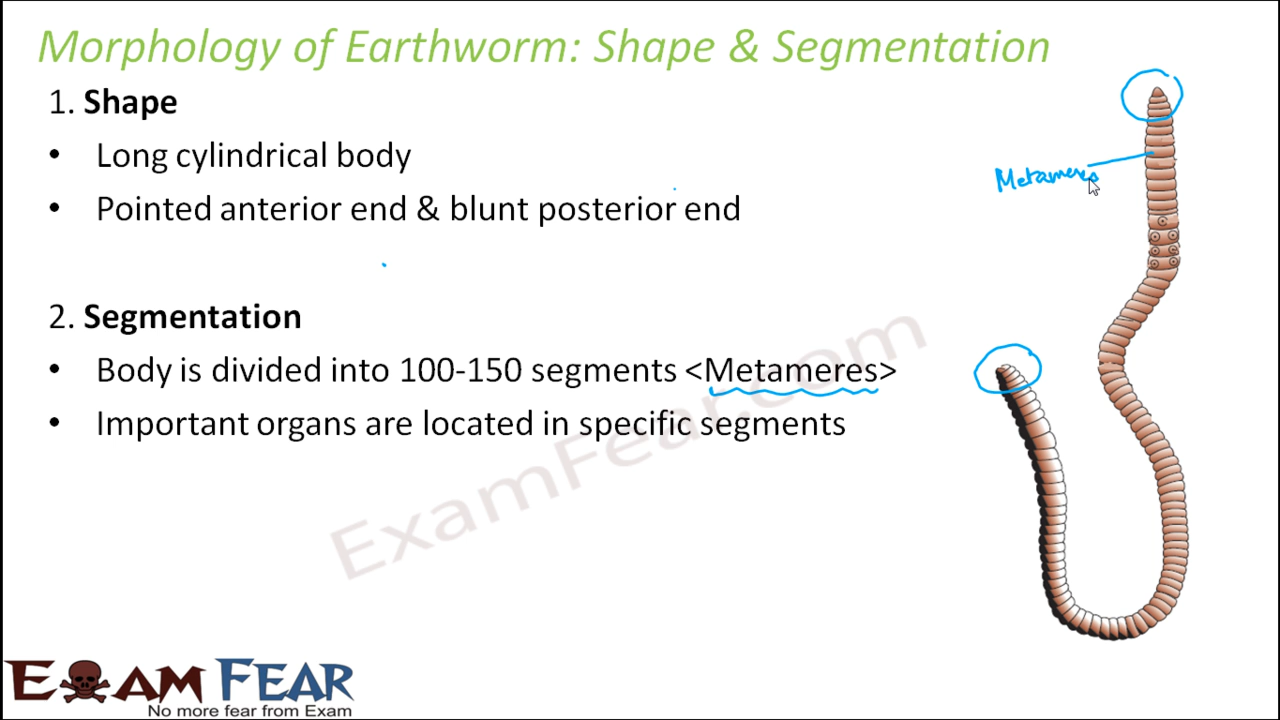 Morphology of Earthworm: Shape & Segmentation
1. Shape
• Long cylindrical body
• Pointed anterior end & blunt posterior end
Metameres
2. Segmentation
• Body is divided into 100-150 segments <Metameres>
• Important organs are located in specific segments
ExamFear.com
EXAM FEAR
No more fear from Exam